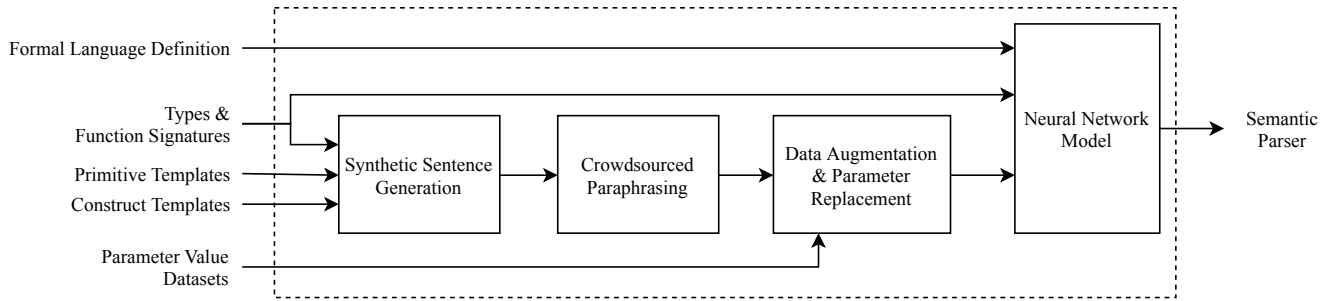 Formal Language Definition
Types &
Function Signatures
Primitive Templates
Construct Templates
Parameter Value
Datasets
Synthetic Sentence
Generation
Crowdsourced
Paraphrasing
Data Augmentation
& Parameter
Replacement
Neural Network
Model
Semantic
Parser